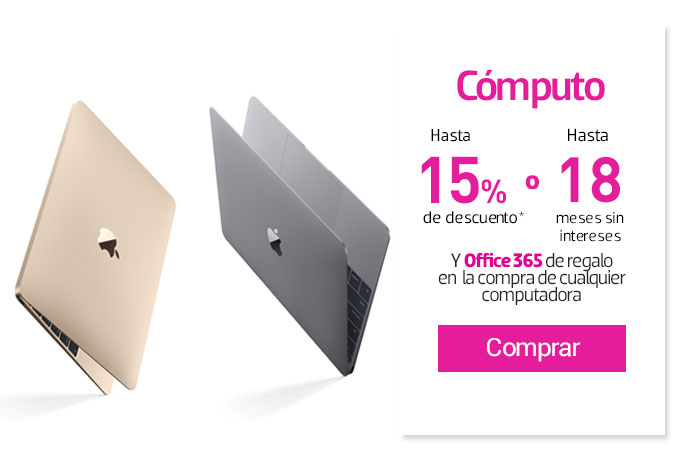 Cómputo
Hasta
15%
de descuento*
o
Hasta
18
meses sin
intereses
Y Office 365 de regalo
en la compra de cualquier
computadora
Comprar